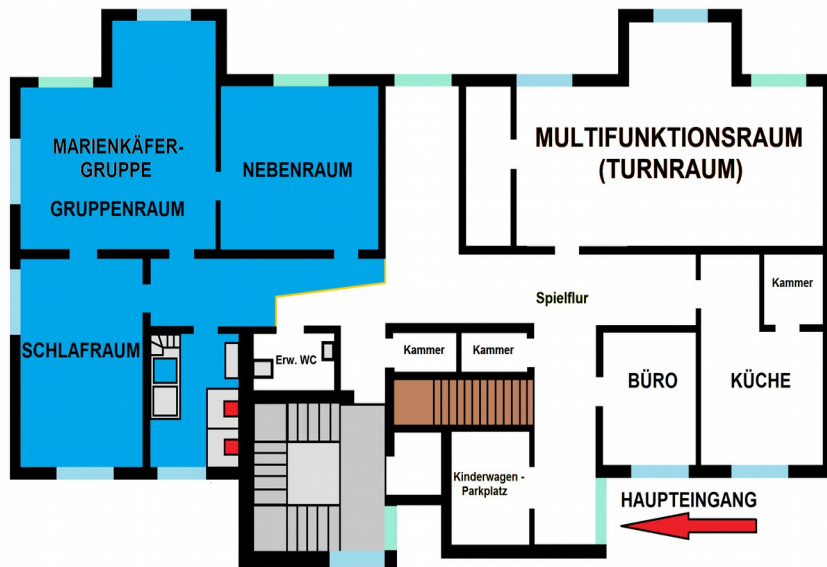 MARIENKÄFER-
GRUPPE
GRUPPENRAUM
NEBENRAUM
MULTIFUNKTIONSRAUM
(TURNRAUM)
Spielflur
Kammer
SCHLAFRAUM
Erw. WC
Kammer
Kammer
BÜRO
KÜCHE
Kinderwagen -
Parkplatz
HAUPTEINGANG